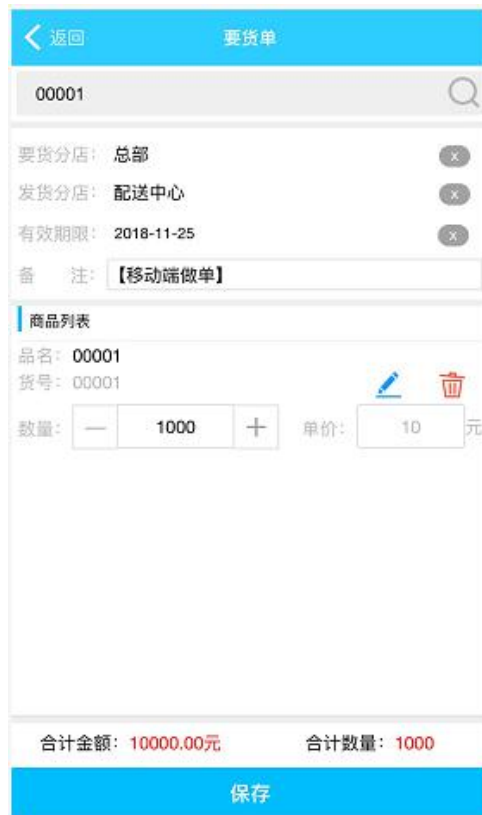 返回 要货单
00001
要货分店： 总部 x
发货分店： 配送中心 x
有效期限： 2018-11-25 x
备 注： 【移动端做单】
商品列表
品名： 00001
货号： 00001
数量： — 1000 + 单价： 10 元
合计金额：10000.00元 合计数量：1000
保存